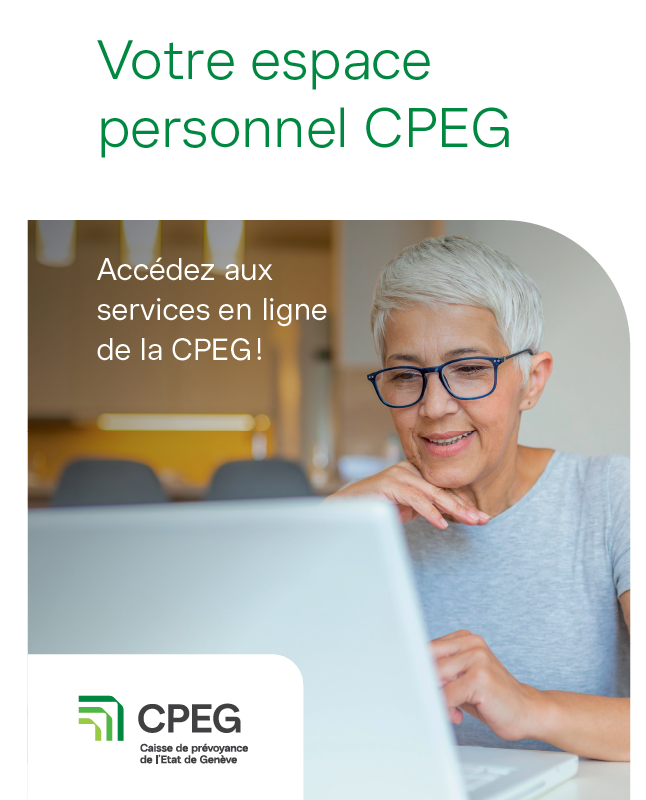 Votre espace
personnel CPEG
Accédez aux
services en ligne
de la CPEG !
CPEG
Caisse de prévoyance
de l'Etat de Genève